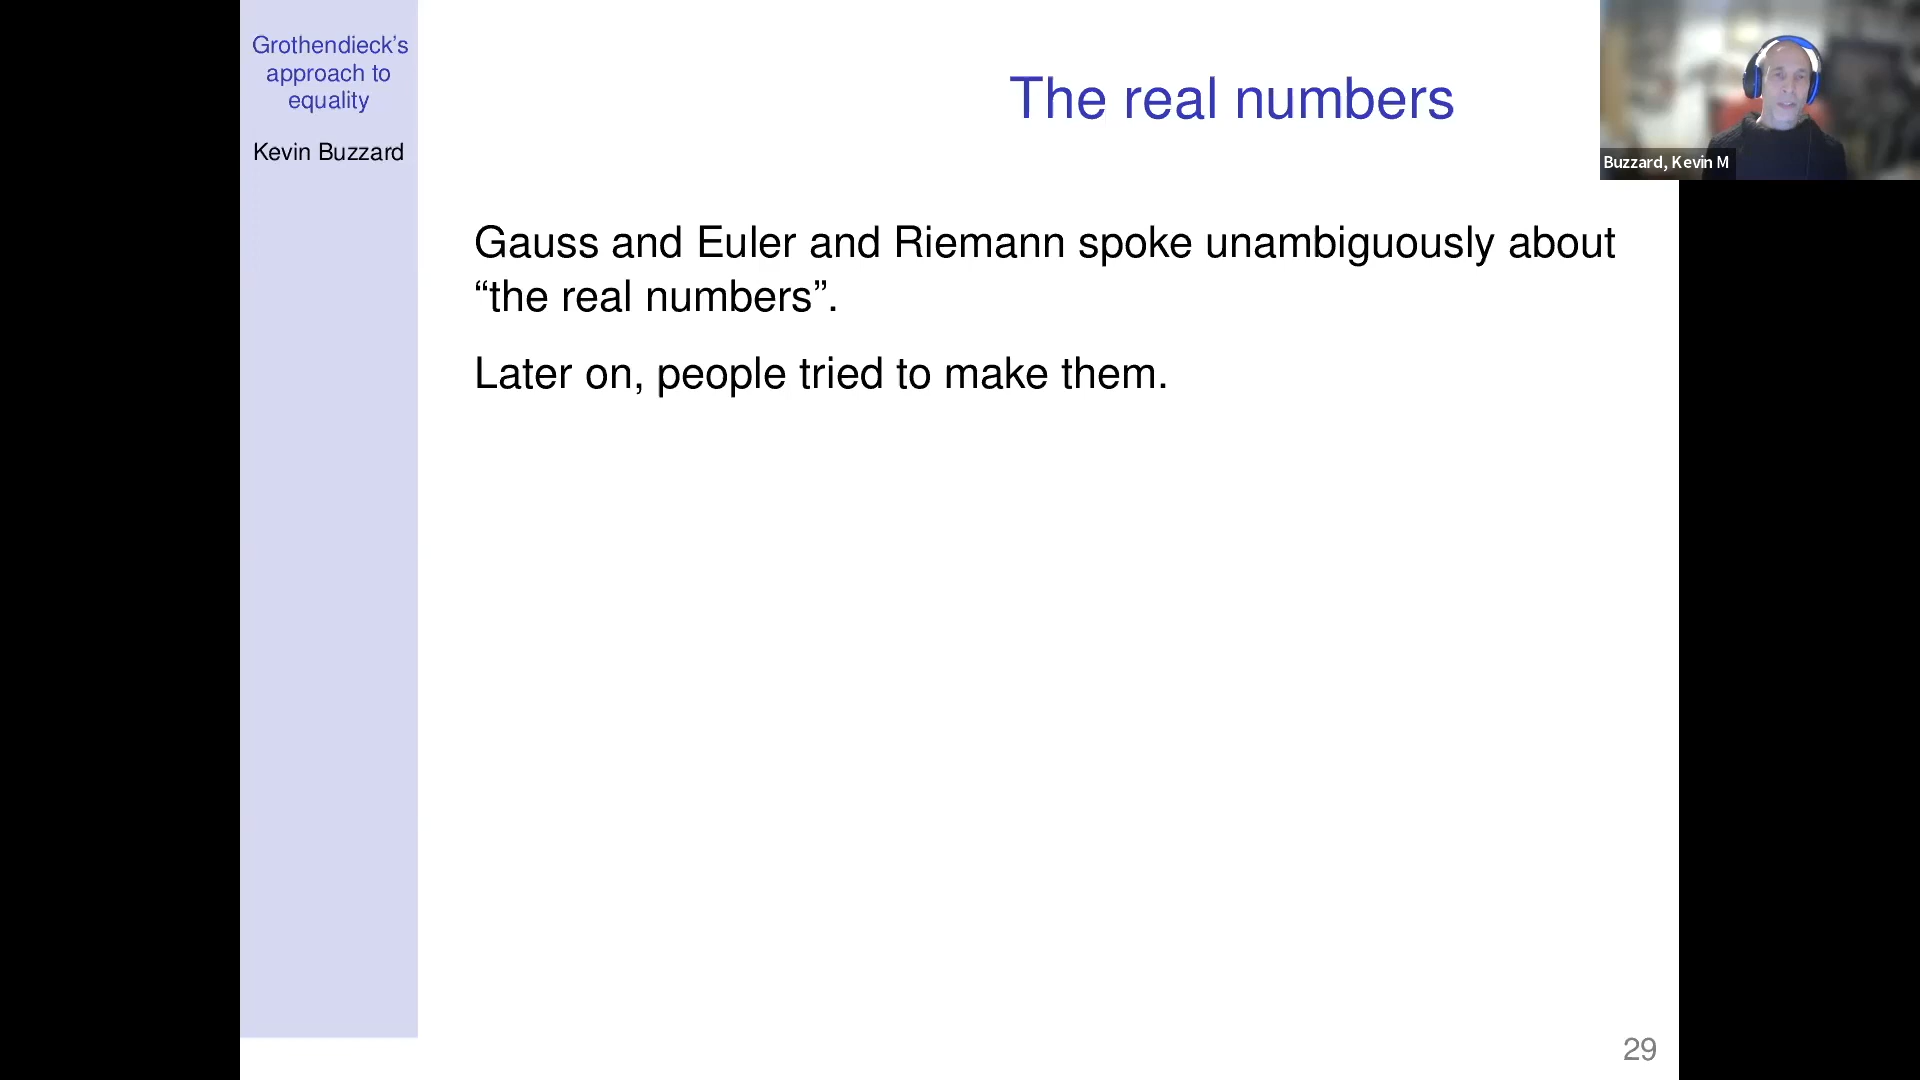 Grothendieck’s
approach to
equality
Kevin Buzzard
The real numbers
Buzzard, Kevin M
Gauss and Euler and Riemann spoke unambiguously about
“the real numbers”.
Later on, people tried to make them.
29